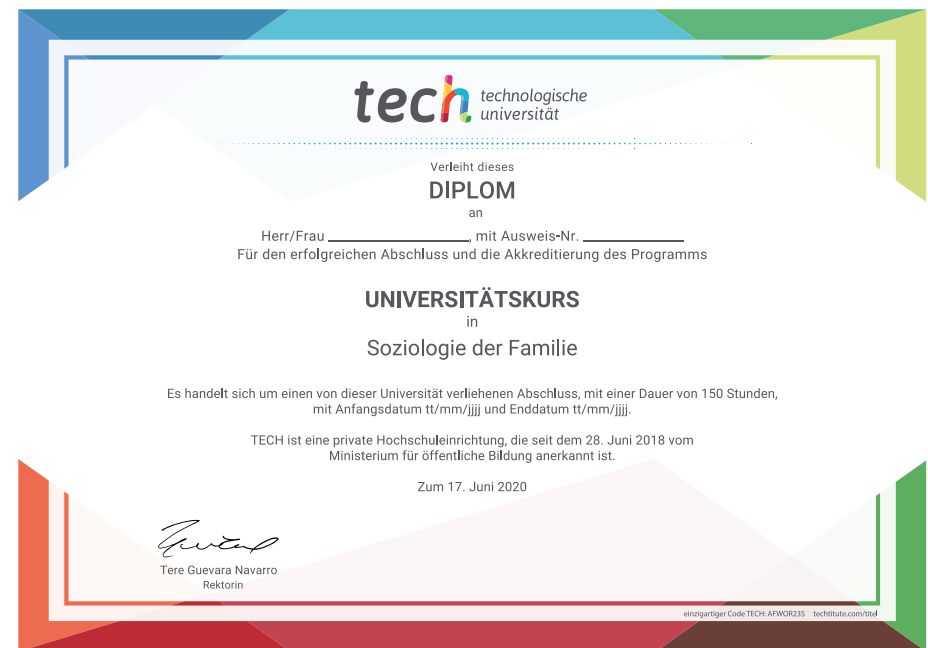 tech technologische
universität
Verleiht dieses
DIPLOM
an
Herr/Frau ____________________, mit Ausweis-Nr. ______________
Für den erfolgreichen Abschluss und die Akkreditierung des Programms
UNIVERSITÄTSKURS
in
Soziologie der Familie
Es handelt sich um einen von dieser Universität verliehenen Abschluss, mit einer Dauer von 150 Stunden,
mit Anfangsdatum tt/mm/jjjj und Enddatum tt/mm/jjjj.
TECH ist eine private Hochschuleinrichtung, die seit dem 28. Juni 2018 vom
Ministerium für öffentliche Bildung anerkannt ist.
Zum 17. Juni 2020
Tere Guevara Navarro
Rektorin
einzigartiger Code TECH: AFWOR23S techtitute.com/titel